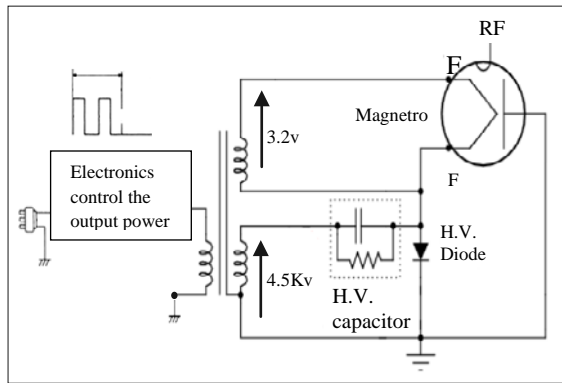 RF
F
Magnetro
3.2v
Electronics
control the
output power
F
H.V.
Diode
4.5Kv
H.V.
capacitor